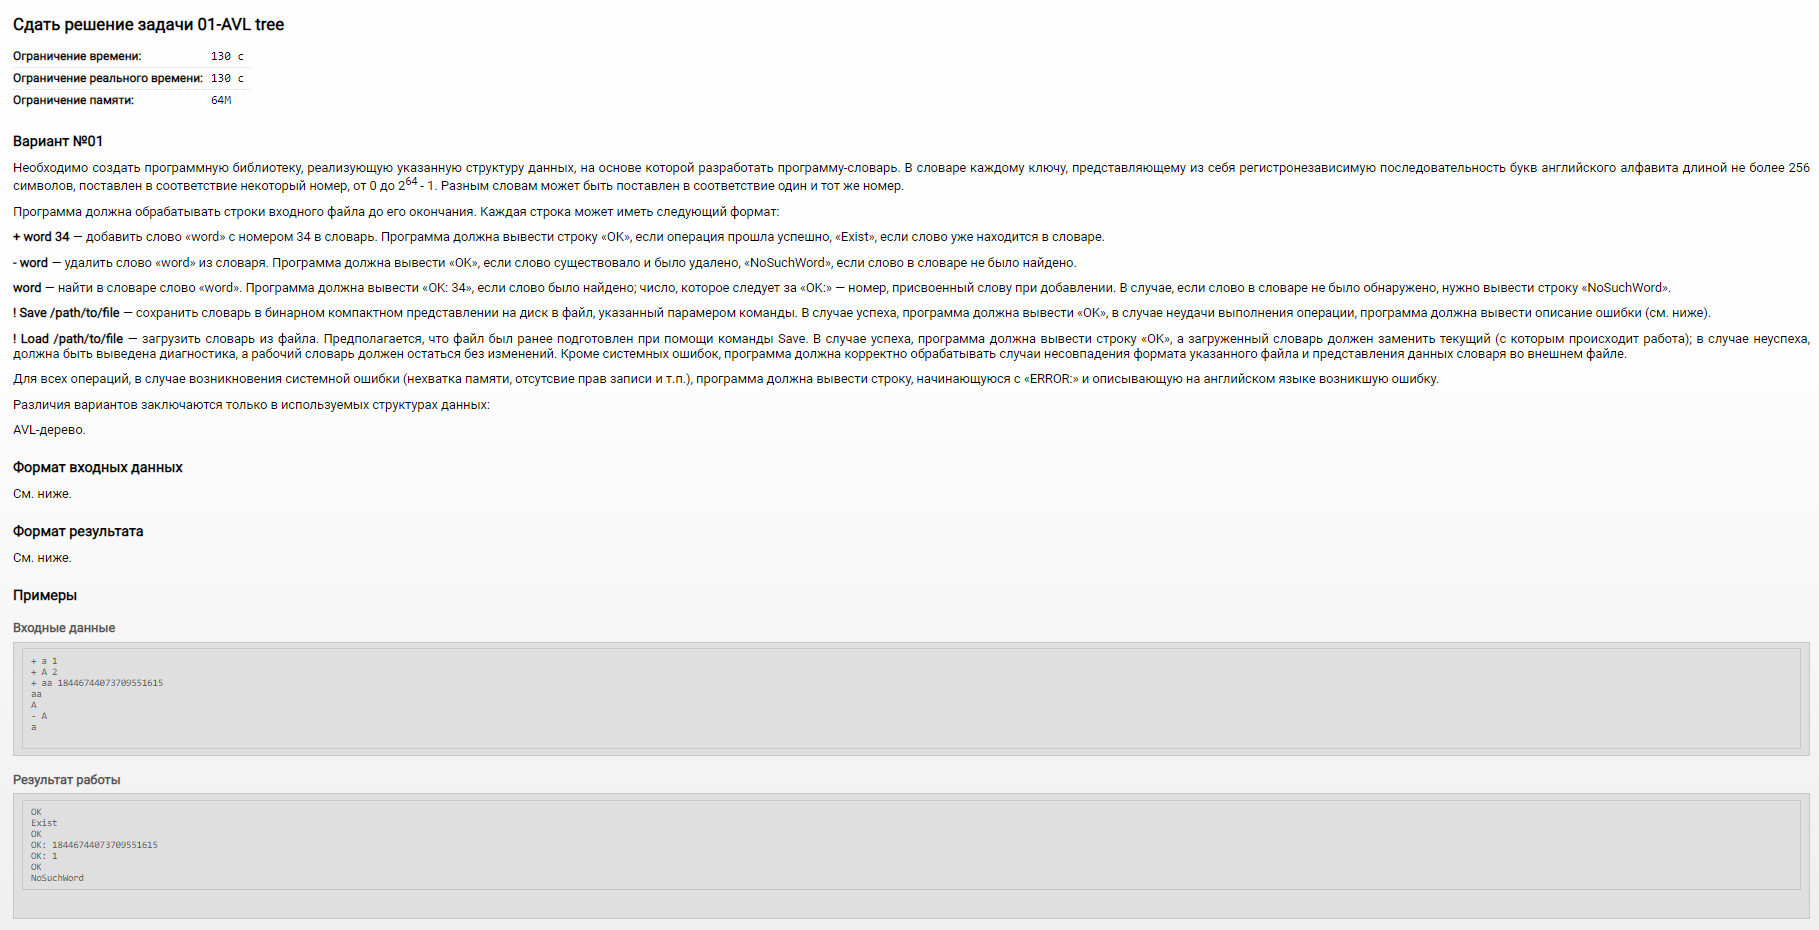 Сдать решение задачи 01-AVL tree
Ограничение времени: 130 с
Ограничение реального времени: 130 с
Ограничение памяти: 64M
Вариант №01
Необходимо создать программную библиотеку, реализующую указанную структуру данных, на основе которой разработать программу-словарь. В словаре каждому ключу, представляющему из себя регистронезависимую последовательность букв английского алфавита длиной не более 256
символов, поставлен в соответствие некоторый номер, от 0 до 2^64 - 1. Разным словам может быть поставлен в соответствие один и тот же номер.
Программа должна обрабатывать строки входного файла до его окончания. Каждая строка может иметь следующий формат:
+ word 34 — добавить слово «word» с номером 34 в словарь. Программа должна вывести строку «OK», если операция прошла успешно, «Exist», если слово уже находится в словаре.
- word — удалить слово «word» из словаря. Программа должна вывести «OK», если слово существовало и было удалено, «NoSuchWord», если слово в словаре не было найдено.
word — найти в словаре слово «word». Программа должна вывести «OK: 34», если слово было найдено; число, которое следует за «OK:» — номер, присвоенный слову при добавлении. В случае, если слово в словаре не было обнаружено, нужно вывести строку «NoSuchWord».
! Save /path/to/file — сохранить словарь в бинарном компактном представлении на диск в файл, указанный парамером команды. В случае успеха, программа должна вывести «OK», в случае неудачи выполнения операции, программа должна вывести описание ошибки (см. ниже).
! Load /path/to/file — загрузить словарь из файла. Предполагается, что файл был ранее подготовлен при помощи команды Save. В случае успеха, программа должна вывести строку «OK», а загруженный словарь должен заменить текущий (с которым происходит работа); в случае неуспеха,
должна быть выведена диагностика, а рабочий словарь должен остаться без изменений. Кроме системных ошибок, программа должна корректно обрабатывать случаи несовпадения формата указанного файла и представления данных словаря во внешнем файле.
Для всех операций, в случае возникновения системной ошибки (нехватка памяти, отсутсвие прав записи и т.п.), программа должна вывести строку, начинающуюся с «ERROR:» и описывающую на английском языке возникшую ошибку.
Различия вариантов заключаются только в используемых структурах данных:
AVL-дерево.
Формат входных данных
См. ниже.
Формат результата
См. ниже.
Примеры
Входные данные
+ a 1
+ A 2
+ aa 18446744073709551615
aa
A
- A
a
Результат работы
OK
Exist
OK
OK: 18446744073709551615
OK: 1
OK
NoSuchWord